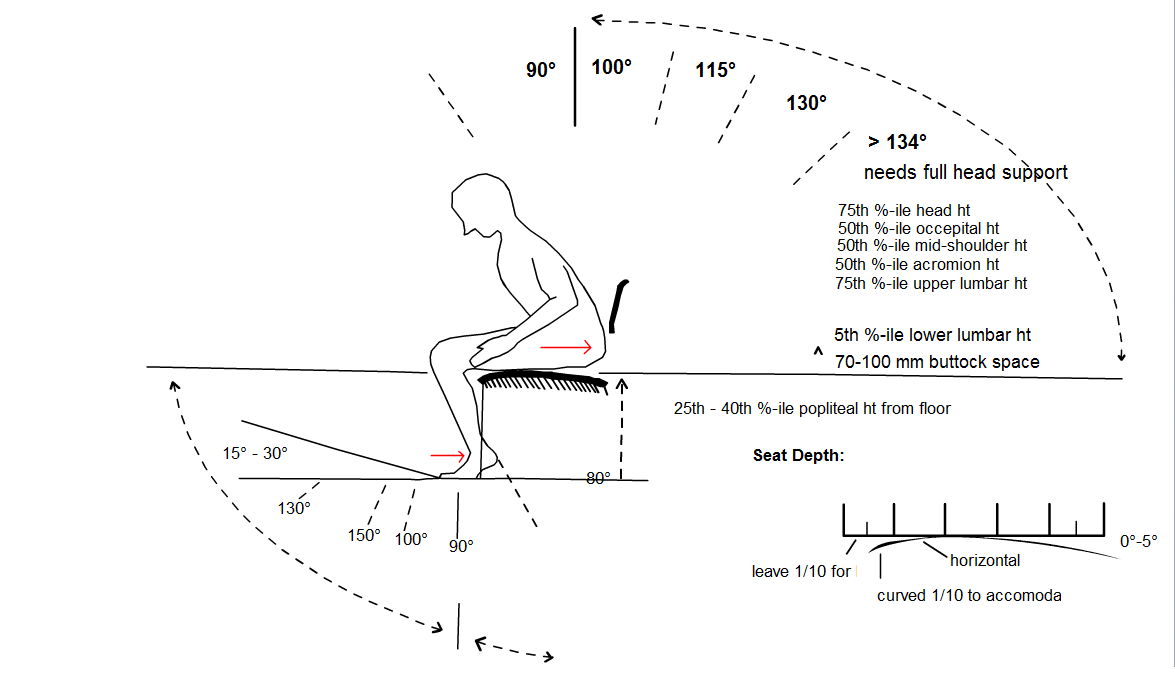 90°
100°
115°
130°
> 134°
needs full head support
75th %-ile head ht
50th %-ile occepital ht
50th %-ile mid-shoulder ht
50th %-ile acromion ht
75th %-ile upper lumbar ht
5th %-ile lower lumbar ht
^ 70-100 mm buttock space
25th - 40th %-ile popliteal ht from floor
Seat Depth:
15° - 30°
80°
130°
150°
100°
90°
0°-5°
horizontal
leave 1/10 for
curved 1/10 to accomoda